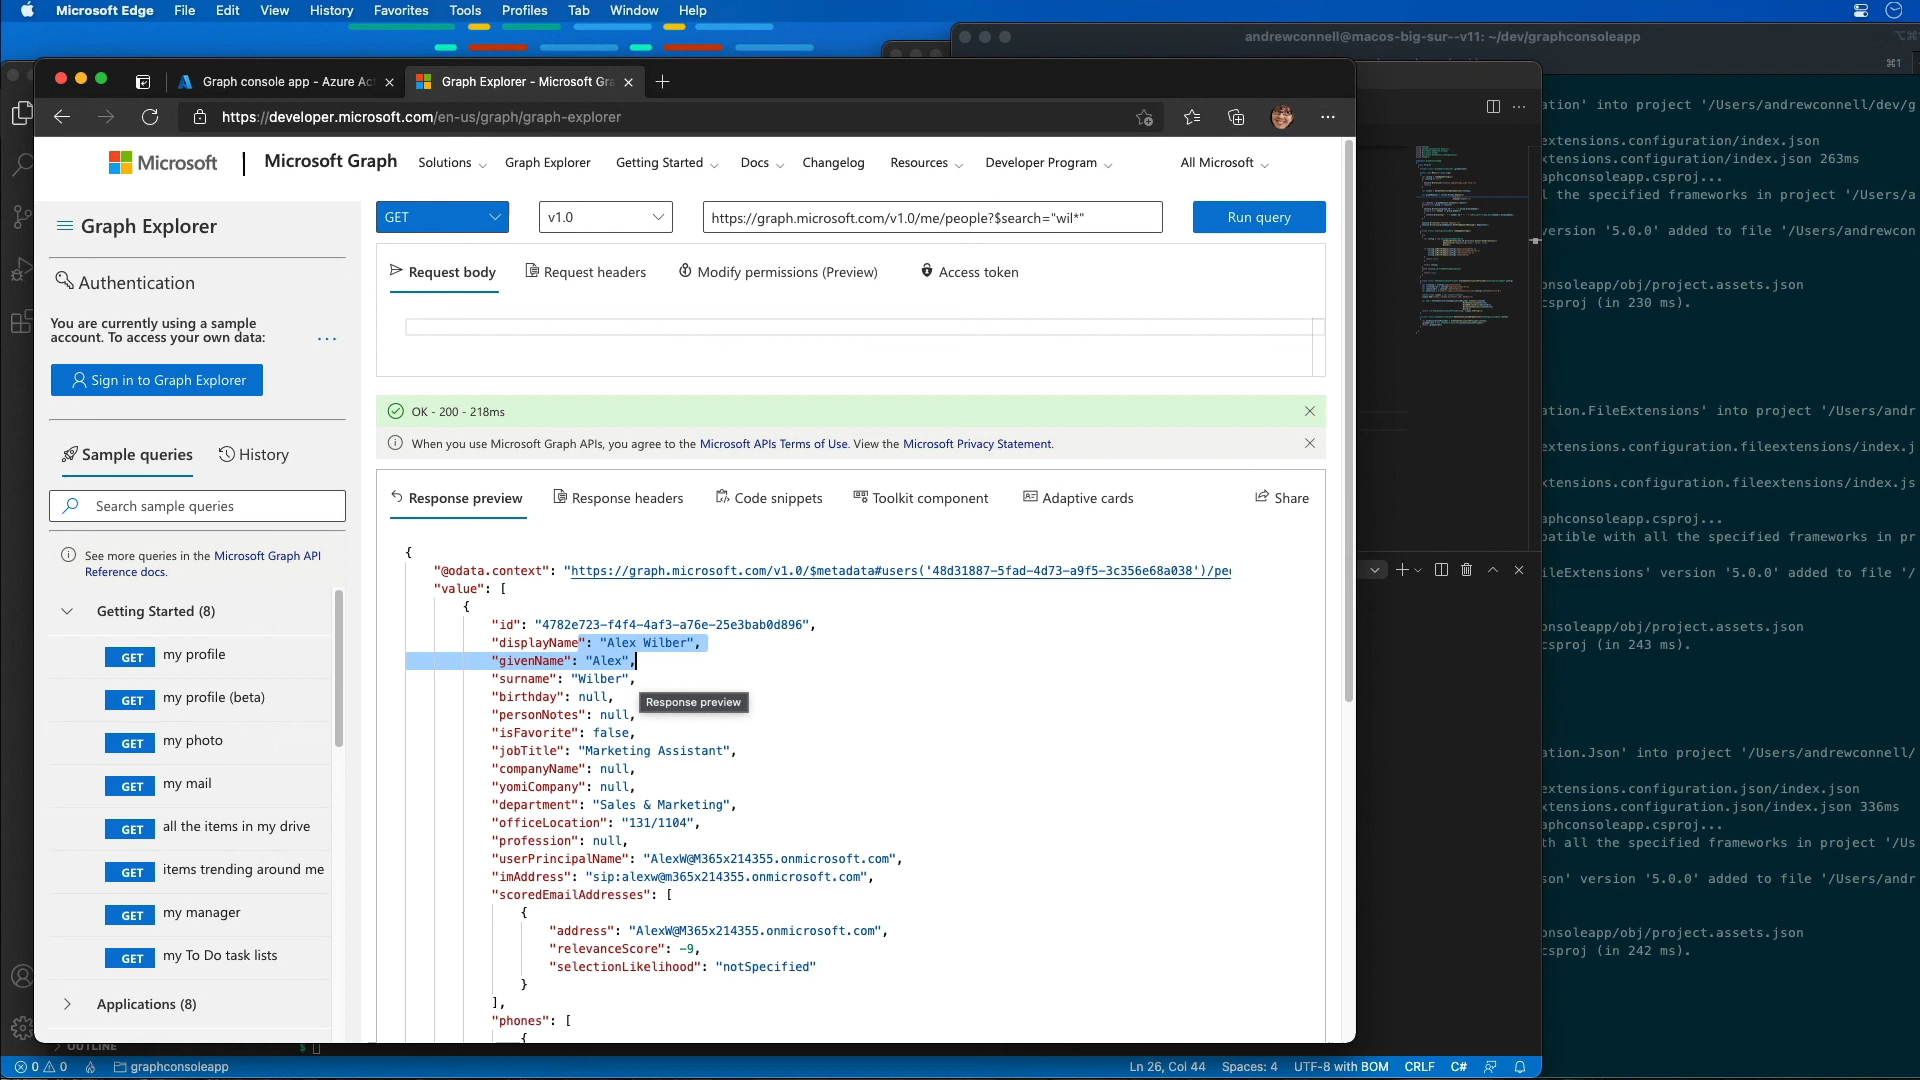 Microsoft Edge File Edit View History Favorites Tools Profiles Tab Window Help
andrewconnell@macos-big-sur--v11: ~/dev/graphconsoleapp
⌘1
Graph console app - Azure Ac
Graph Explorer - Microsoft Gra
https://developer.microsoft.com/en-us/graph/graph-explorer
Microsoft
Microsoft Graph
Solutions
Graph Explorer
Getting Started
Docs
Changelog
Resources
Developer Program
All Microsoft
Graph Explorer
GET
v1.0
https://graph.microsoft.com/v1.0/me/people?$search="wil*"
Run query
Authentication
You are currently using a sample
account. To access your own data:
...
Sign in to Graph Explorer
Request body
Request headers
Modify permissions (Preview)
Access token
OK - 200 - 218ms
When you use Microsoft Graph APIs, you agree to the Microsoft APIs Terms of Use. View the Microsoft Privacy Statement.
Sample queries
History
Search sample queries
See more queries in the Microsoft Graph API
Reference docs.
Getting Started (8)
GET my profile
GET my profile (beta)
GET my photo
GET my mail
GET all the items in my drive
GET items trending around me
GET my manager
GET my To Do task lists
Applications (8)
Response preview
Response headers
Code snippets
Toolkit component
Adaptive cards
Share
{
"@odata.context": "https://graph.microsoft.com/v1.0/$metadata#users('48d31887-5fad-4d73-a9f5-3c356e68a038')/peo
"value": [
{
"id": "4782e723-f4f4-4af3-a76e-25e3bab0d896",
"displayName": "Alex Wilber",
"givenName": "Alex",
"surname": "Wilber",
"birthday": null,
Response preview
"personNotes": null,
"isFavorite": false,
"jobTitle": "Marketing Assistant",
"companyName": null,
"yomiCompany": null,
"department": "Sales & Marketing",
"officeLocation": "131/1104",
"profession": null,
"userPrincipalName": "AlexW@M365x214355.onmicrosoft.com",
"imAddress": "sip:alexw@m365x214355.onmicrosoft.com",
"scoredEmailAddresses": [
{
"address": "AlexW@M365x214355.onmicrosoft.com",
"relevanceScore": -9,
"selectionLikelihood": "notSpecified"
}
],
"phones": [
{
ation' into project '/Users/andrewconnell/dev/g
extensions.configuration/index.json
xtensions.configuration/index.json 263ms
aphconsoleapp.csproj...
l the specified frameworks in project '/Users/a
version '5.0.0' added to file '/Users/andrewcon
onsoleapp/obj/project.assets.json
csproj (in 230 ms).
ation.FileExtensions' into project '/Users/andr
extensions.configuration.fileextensions/index.j
xtensions.configuration.fileextensions/index.js
aphconsoleapp.csproj...
patible with all the specified frameworks in pr
ileExtensions' version '5.0.0' added to file '/
onsoleapp/obj/project.assets.json
csproj (in 243 ms).
ation.Json' into project '/Users/andrewconnell/
extensions.configuration.json/index.json
xtensions.configuration.json/index.json 336ms
aphconsoleapp.csproj...
th all the specified frameworks in project '/Us
son' version '5.0.0' added to file '/Users/andr
onsoleapp/obj/project.assets.json
csproj (in 242 ms).
OUTLINE
$
0 0 graphconsoleapp
Ln 26, Col 44 Spaces: 4 UTF-8 with BOM CRLF C#